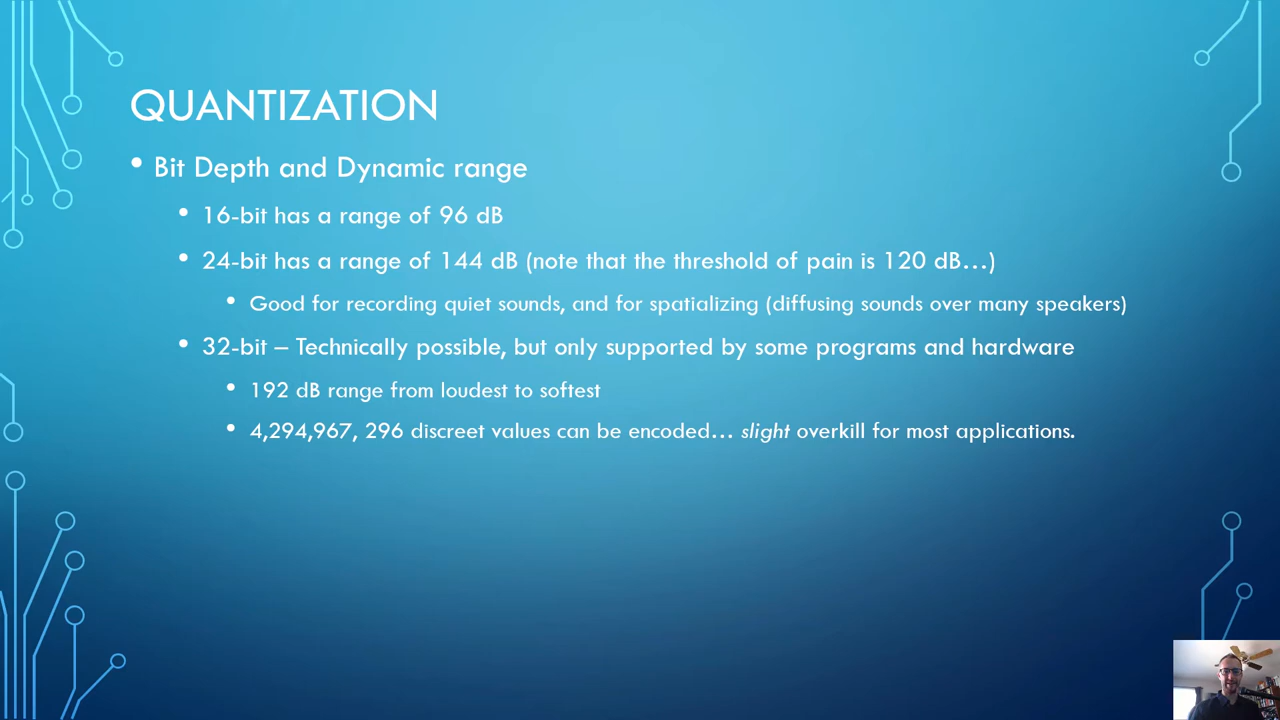 QUANTIZATION
• Bit Depth and Dynamic range
• 16-bit has a range of 96 dB
• 24-bit has a range of 144 dB (note that the threshold of pain is 120 dB…)
• Good for recording quiet sounds, and for spatializing (diffusing sounds over many speakers)
• 32-bit – Technically possible, but only supported by some programs and hardware
• 192 dB range from loudest to softest
• 4,294,967, 296 discreet values can be encoded… slight overkill for most applications.